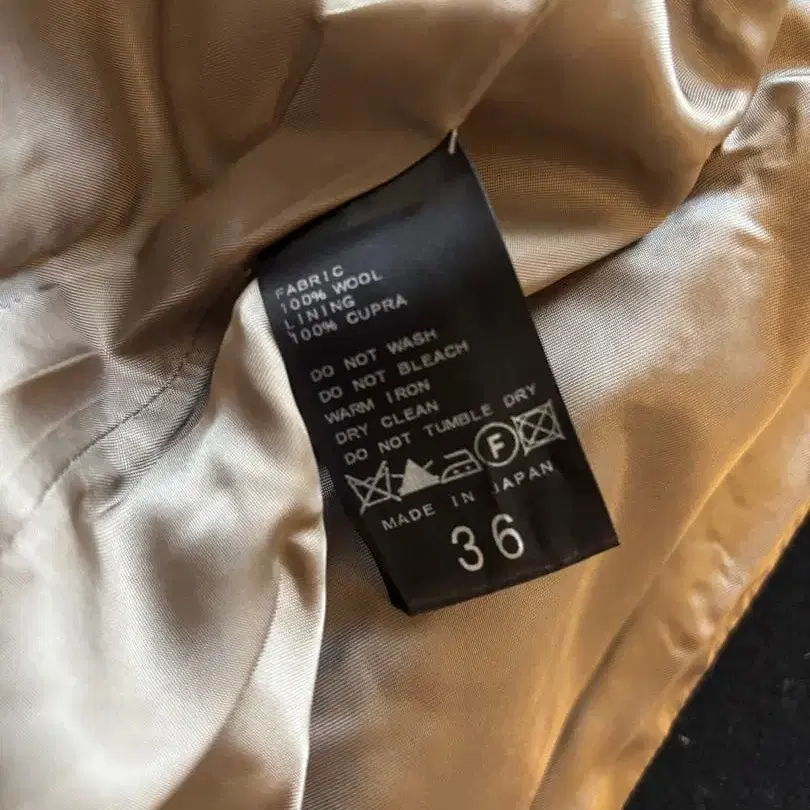 FABRIC
100% WOOL
LINING
100% CUPRA
DO NOT WASH
DO NOT BLEACH
WARM IRON
DRY CLEAN
DO NOT TUMBLE DRY
F
MADE IN JAPAN
36